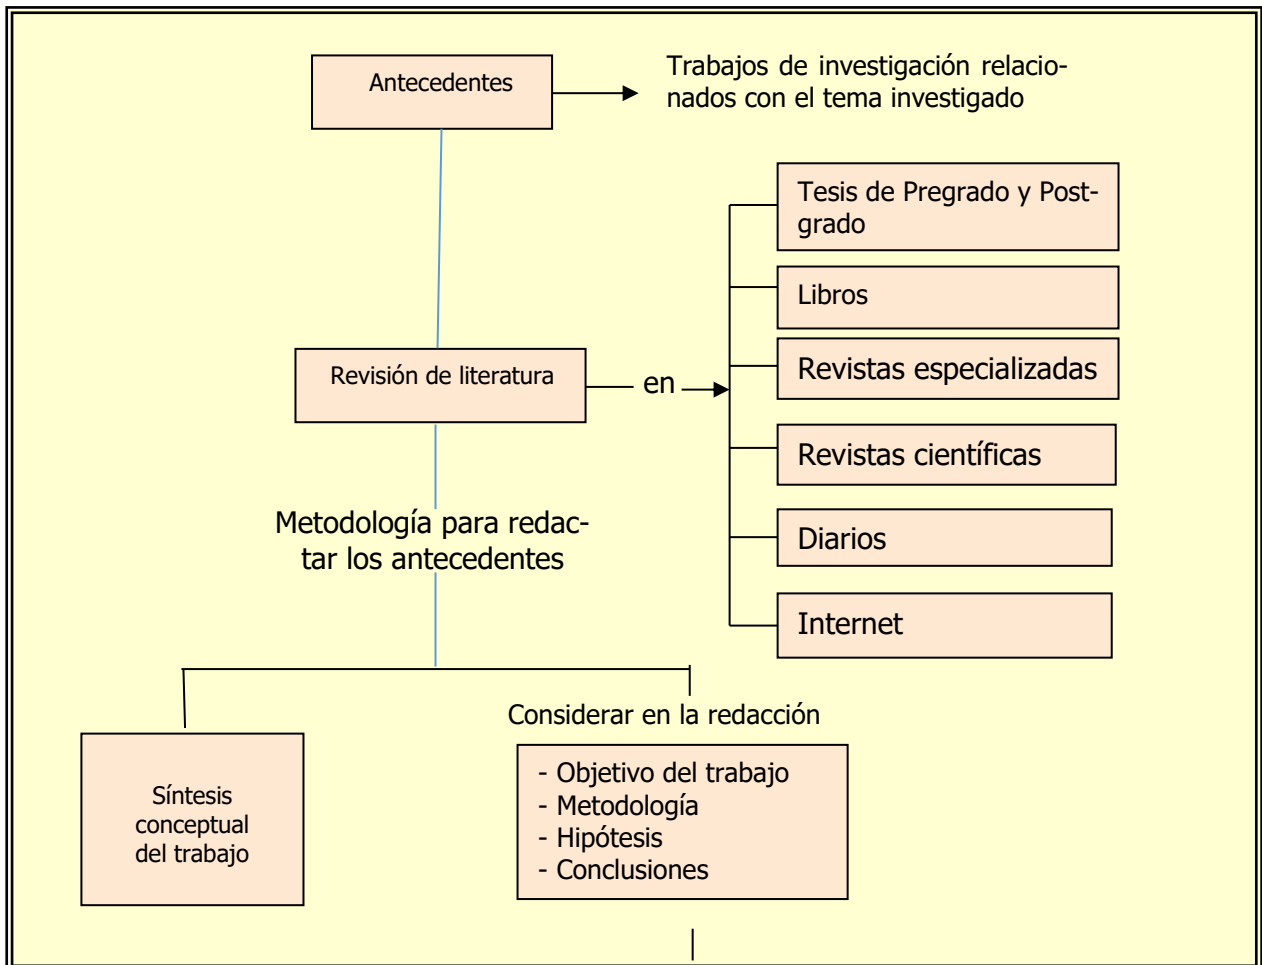 Antecedentes
Trabajos de investigación relacio-
nados con el tema investigado
Tesis de Pregrado y Post-
grado
Libros
Revisión de literatura
en
Revistas especializadas
Revistas científicas
Diarios
Internet
Metodología para redac-
tar los antecedentes
Considerar en la redacción
Síntesis
conceptual
del trabajo
- Objetivo del trabajo
- Metodología
- Hipótesis
- Conclusiones